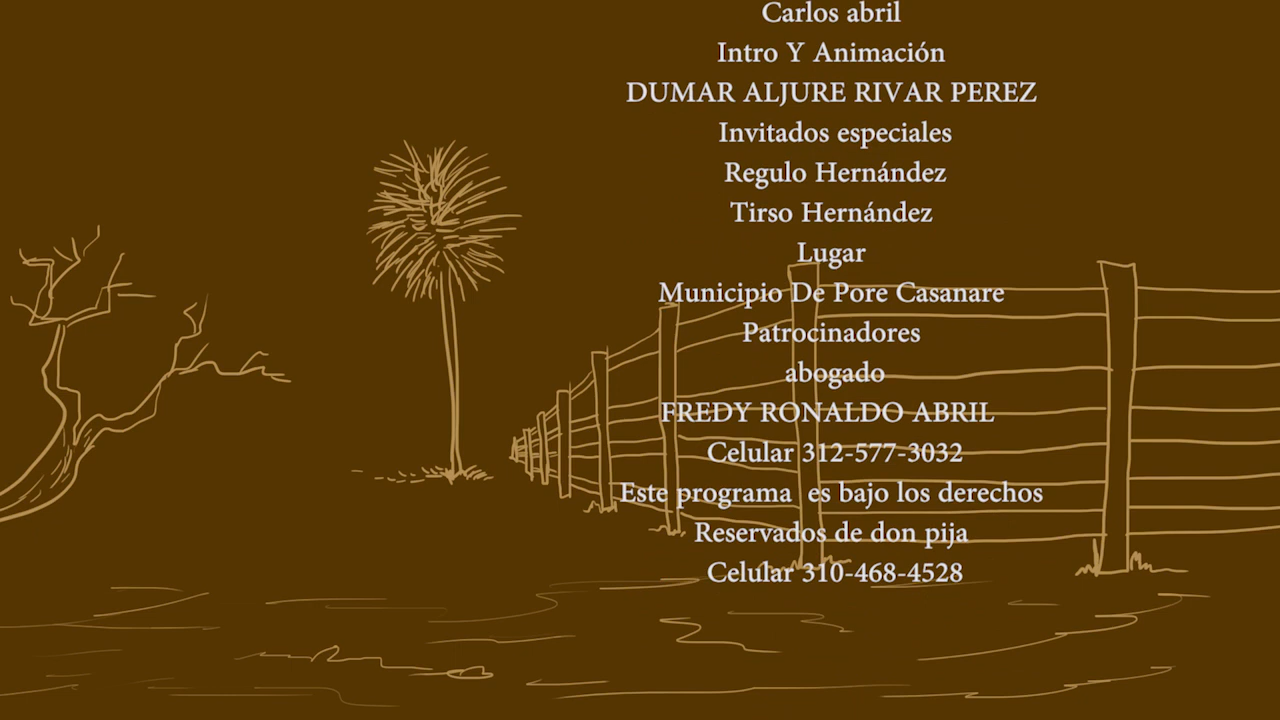 Carlos abril
Intro Y Animación
DUMAR ALJURE RIVAR PEREZ
Invitados especiales
Regulo Hernández
Tirso Hernández
Lugar
Municipio De Pore Casanare
Patrocinadores
abogado
FREDY RONALDO ABRIL
Celular 312-577-3032
Este programa  es bajo los derechos
Reservados de don pija
Celular 310-468-4528